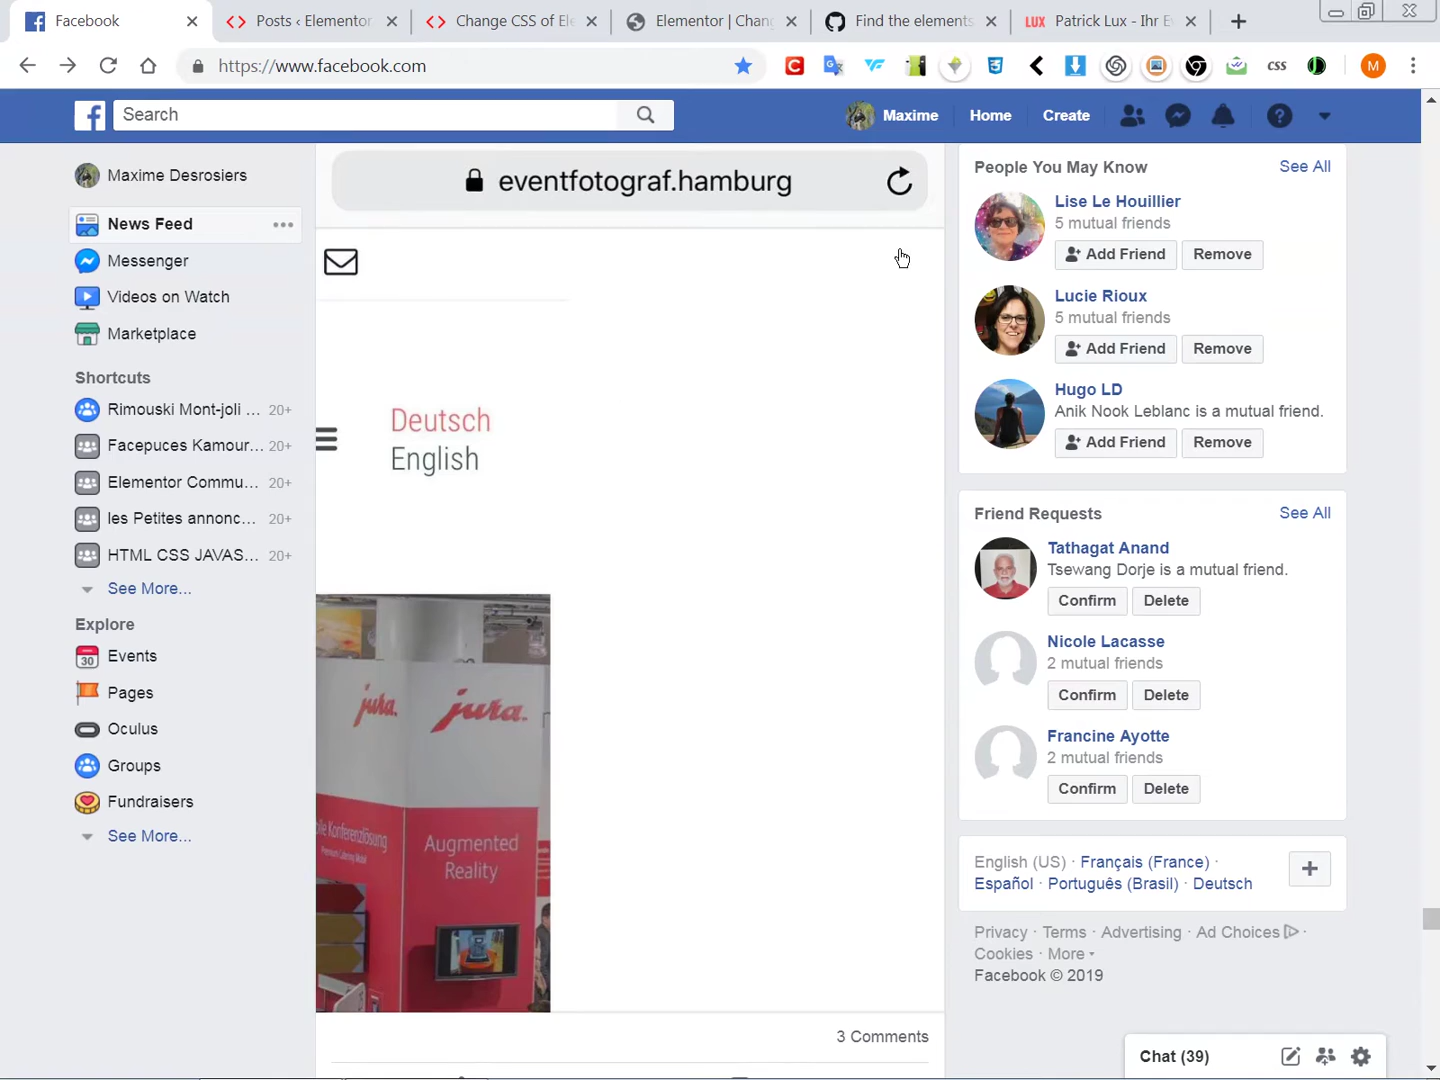 Facebook
Posts ‹ Elementor
Change CSS of Ele
Elementor | Chang
Find the elements
LUX Patrick Lux - Ihr Ev
https://www.facebook.com
css
M
Search
Maxime
Home
Create
Maxime Desrosiers
News Feed
Messenger
Videos on Watch
Marketplace
Shortcuts
Rimouski Mont-joli ... 20+
Facepuces Kamour... 20+
Elementor Commu... 20+
les Petites annonc... 20+
HTML CSS JAVAS... 20+
See More...
Explore
30 Events
Pages
Oculus
Groups
Fundraisers
See More...
eventfotograf.hamburg
Deutsch
English
jura. jura.
Konferenzlösung
Augmented
Reality
3 Comments
People You May Know See All
Lise Le Houillier
5 mutual friends
Add Friend Remove
Lucie Rioux
5 mutual friends
Add Friend Remove
Hugo LD
Anik Nook Leblanc is a mutual friend.
Add Friend Remove
Friend Requests See All
Tathagat Anand
Tsewang Dorje is a mutual friend.
Confirm Delete
Nicole Lacasse
2 mutual friends
Confirm Delete
Francine Ayotte
2 mutual friends
Confirm Delete
English (US) · Français (France) ·
Español · Português (Brasil) · Deutsch
Privacy · Terms · Advertising · Ad Choices ·
Cookies · More
Facebook © 2019
Chat (39)